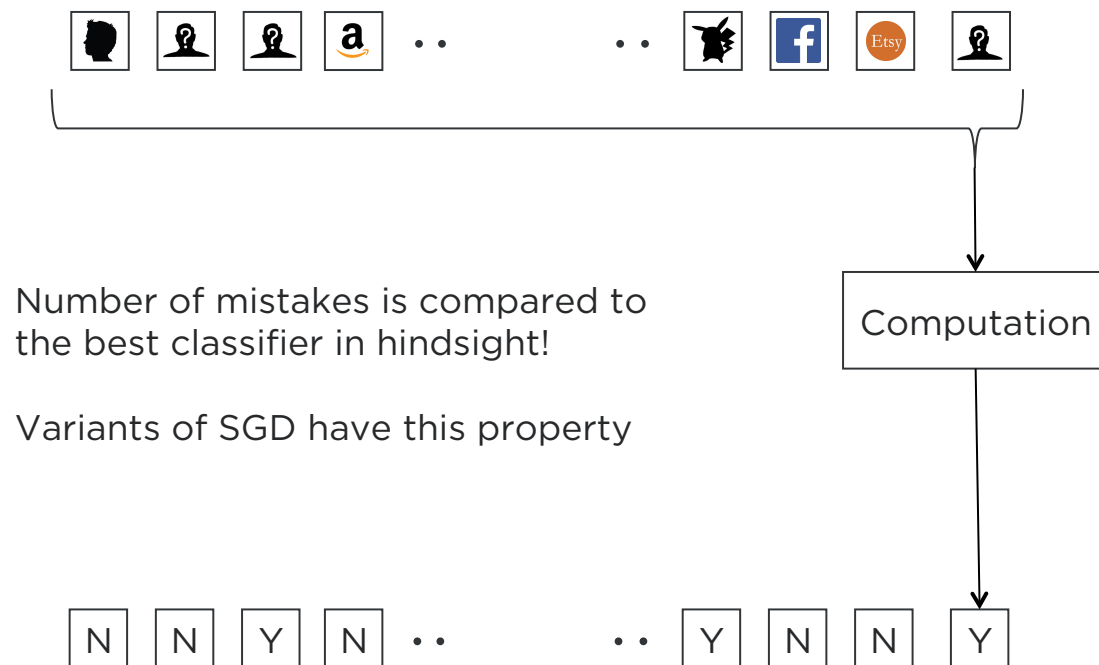 ? ? a f Etsy ?
Number of mistakes is compared to
the best classifier in hindsight!
Computation
Variants of SGD have this property
N N Y N .. .. Y N N Y